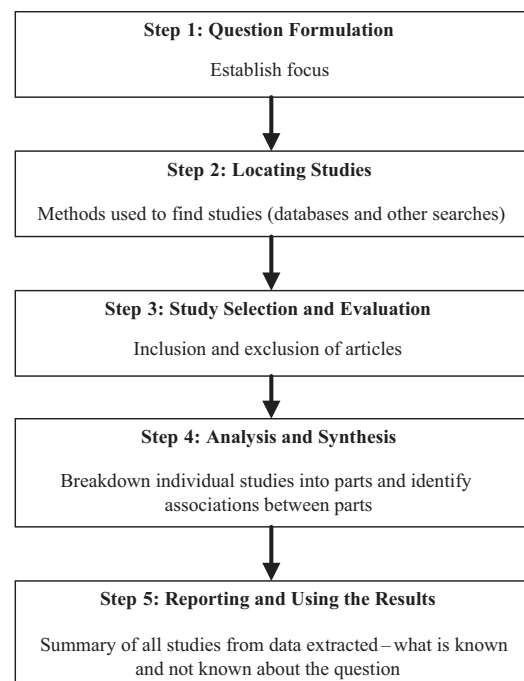 Step 1: Question Formulation
Establish focus
Step 2: Locating Studies
Methods used to find studies (databases and other searches)
Step 3: Study Selection and Evaluation
Inclusion and exclusion of articles
Step 4: Analysis and Synthesis
Breakdown individual studies into parts and identify
associations between parts
Step 5: Reporting and Using the Results
Summary of all studies from data extracted – what is known
and not known about the question